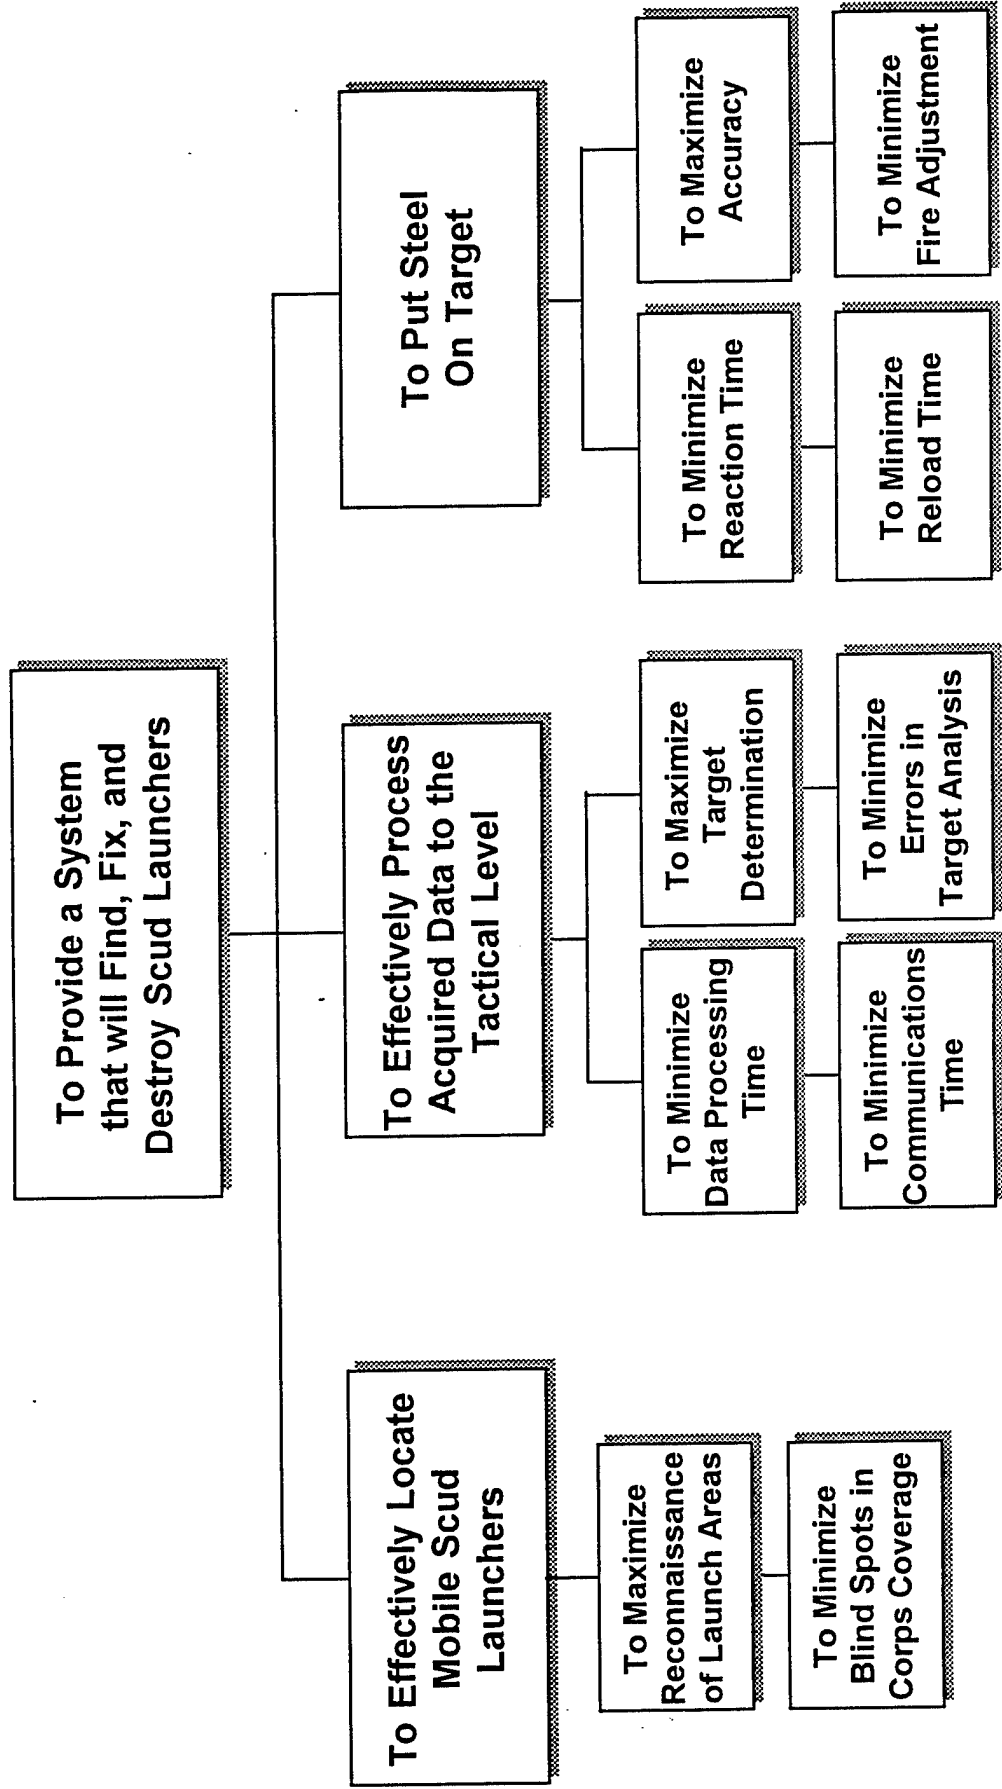 To Provide a System
that will Find, Fix, and
Destroy Scud Launchers
To Effectively Locate
Mobile Scud
Launchers
To Effectively Process
Acquired Data to the
Tactical Level
To Put Steel
On Target
To Maximize
Reconnaissance
of Launch Areas
To Minimize
Blind Spots in
Corps Coverage
To Minimize
Data Processing
Time
To Maximize
Target
Determination
To Minimize
Communications
Time
To Minimize
Errors in
Target Analysis
To Minimize
Reaction Time
To Maximize
Accuracy
To Minimize
Reload Time
To Minimize
Fire Adjustment